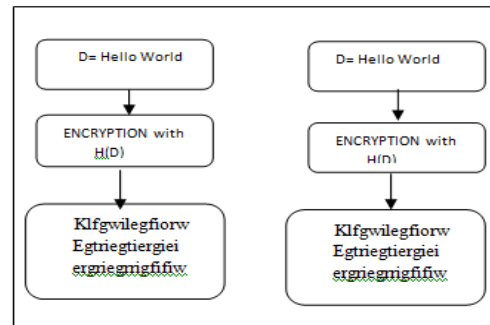 D= Hello World
ENCRYPTION with
H(D)
Klfgwilegfiorw
Egtriegtiergiei
ergriegrrigfifiw
D= Hello World
ENCRYPTION with
H(D)
Klfgwilegfiorw
Egtriegtiergiei
ergriegrrigfifiw